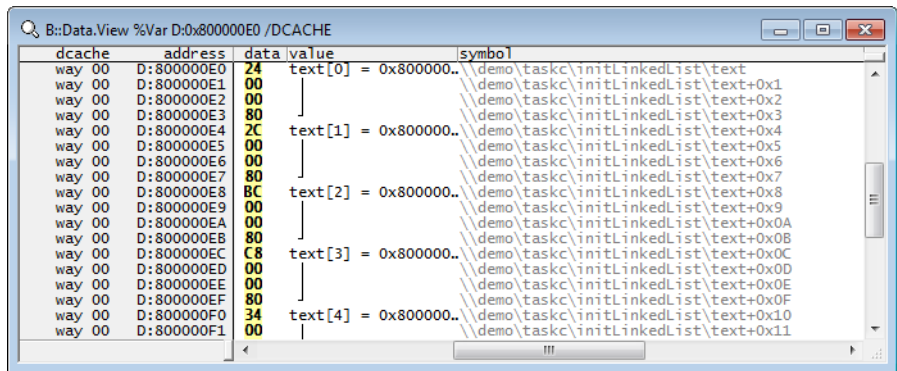 B::Data.View %Var D:0x800000E0 /DCACHE
dcache address data value symbol
way 00 D:800000E0 24 text[0] = 0x800000.. \\demo\taskc\initLinkedList\text
way 00 D:800000E1 00 \\demo\taskc\initLinkedList\text+0x1
way 00 D:800000E2 00 \\demo\taskc\initLinkedList\text+0x2
way 00 D:800000E3 80 \\demo\taskc\initLinkedList\text+0x3
way 00 D:800000E4 2C text[1] = 0x800000.. \\demo\taskc\initLinkedList\text+0x4
way 00 D:800000E5 00 \\demo\taskc\initLinkedList\text+0x5
way 00 D:800000E6 00 \\demo\taskc\initLinkedList\text+0x6
way 00 D:800000E7 80 \\demo\taskc\initLinkedList\text+0x7
way 00 D:800000E8 BC text[2] = 0x800000.. \\demo\taskc\initLinkedList\text+0x8
way 00 D:800000E9 00 \\demo\taskc\initLinkedList\text+0x9
way 00 D:800000EA 00 \\demo\taskc\initLinkedList\text+0x0A
way 00 D:800000EB 80 \\demo\taskc\initLinkedList\text+0x0B
way 00 D:800000EC C8 text[3] = 0x800000.. \\demo\taskc\initLinkedList\text+0x0C
way 00 D:800000ED 00 \\demo\taskc\initLinkedList\text+0x0D
way 00 D:800000EE 00 \\demo\taskc\initLinkedList\text+0x0E
way 00 D:800000EF 80 \\demo\taskc\initLinkedList\text+0x0F
way 00 D:800000F0 34 text[4] = 0x800000.. \\demo\taskc\initLinkedList\text+0x10
way 00 D:800000F1 00 \\demo\taskc\initLinkedList\text+0x11